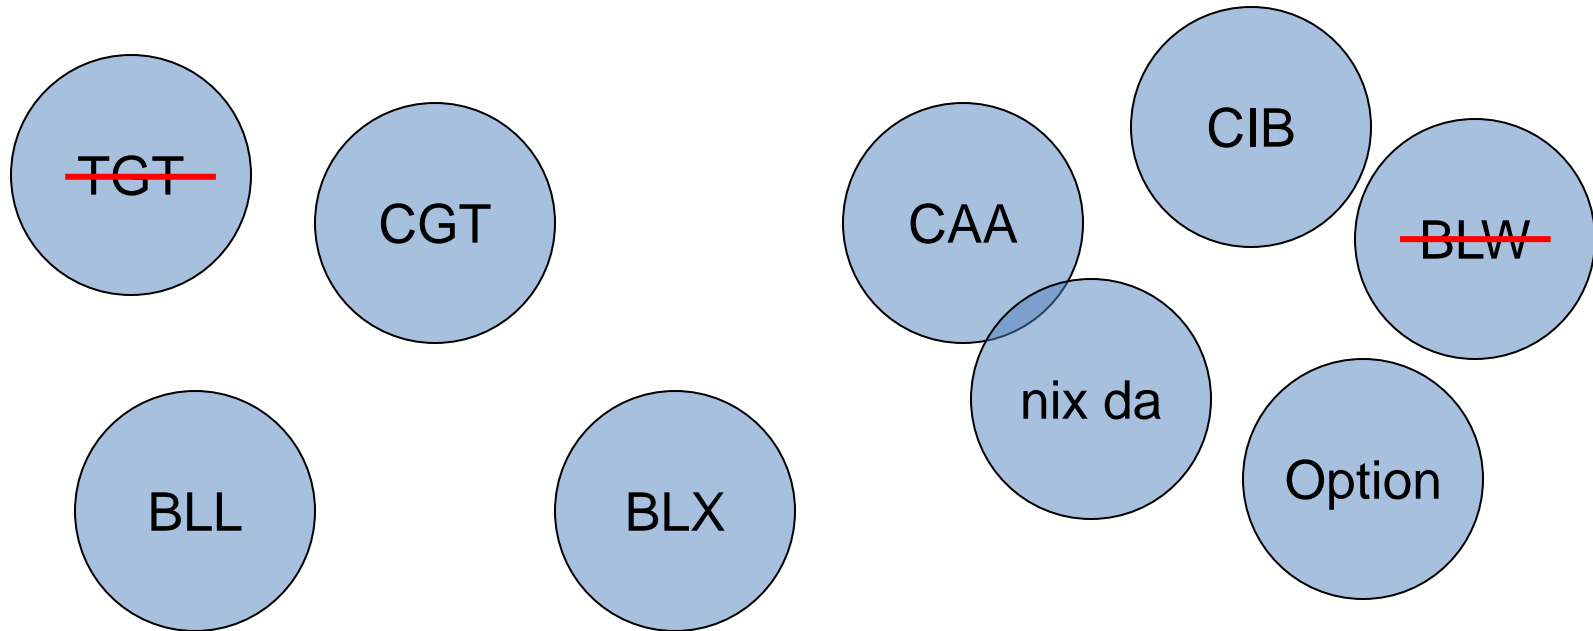 TGT
CGT
CAA
CIB
BLW
nix da
Option
BLL
BLX